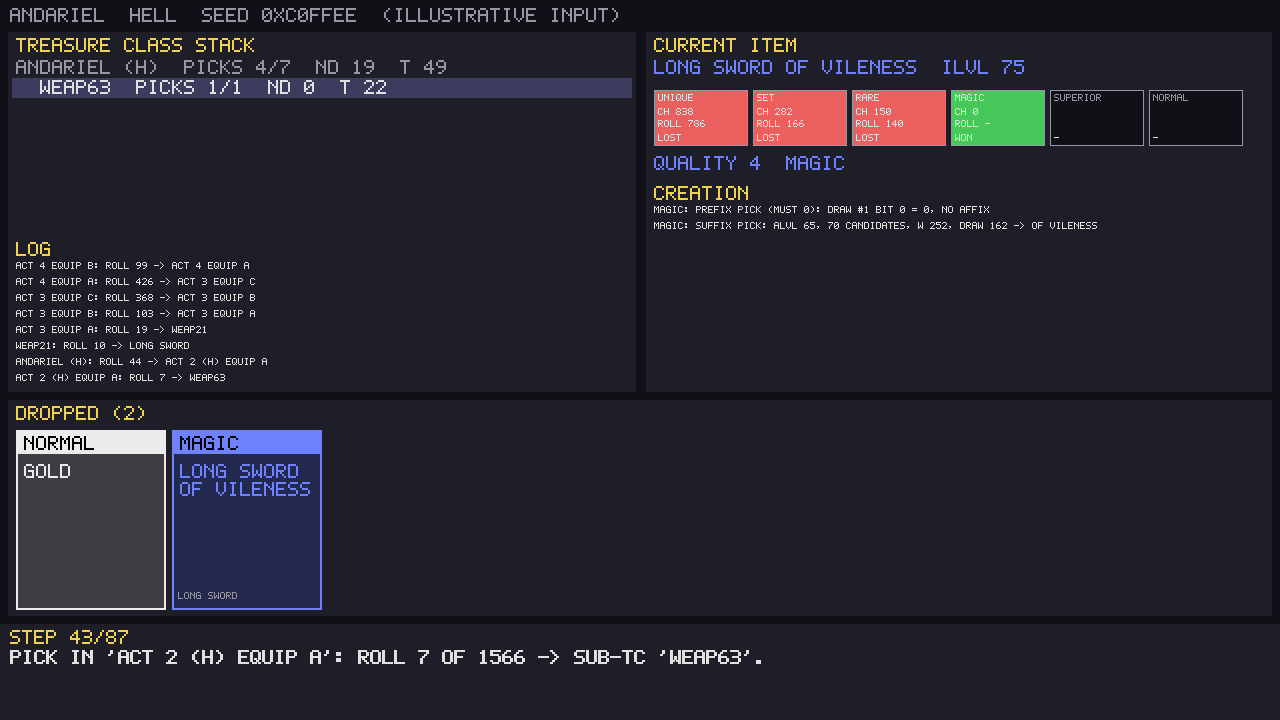 ANDARIEL HELL SEED 0XC0FFEE (ILLUSTRATIVE INPUT)
TREASURE CLASS STACK
ANDARIEL (H) PICKS 4/7 ND 19 T 49
WEAP63 PICKS 1/1 ND 0 T 22
LOG
ACT 4 EQUIP B: ROLL 99 -> ACT 4 EQUIP A
ACT 4 EQUIP A: ROLL 426 -> ACT 3 EQUIP C
ACT 3 EQUIP C: ROLL 368 -> ACT 3 EQUIP B
ACT 3 EQUIP B: ROLL 103 -> ACT 3 EQUIP A
ACT 3 EQUIP A: ROLL 19 -> WEAP21
WEAP21: ROLL 10 -> LONG SWORD
ANDARIEL (H): ROLL 44 -> ACT 2 (H) EQUIP A
ACT 2 (H) EQUIP A: ROLL 7 -> WEAP63
CURRENT ITEM
LONG SWORD OF VILENESS ILVL 75
UNIQUE
CH 838
ROLL 786
LOST
SET
CH 282
ROLL 166
LOST
RARE
CH 150
ROLL 140
LOST
MAGIC
CH 0
ROLL -
WON
SUPERIOR
-
NORMAL
-
QUALITY 4 MAGIC
CREATION
MAGIC: PREFIX PICK (MUST 0): DRAW #1 BIT 0 = 0, NO AFFIX
MAGIC: SUFFIX PICK: ALVL 65, 70 CANDIDATES, W 252, DRAW 162 -> OF VILENESS
DROPPED (2)
NORMAL
GOLD
MAGIC
LONG SWORD
OF VILENESS
LONG SWORD
STEP 43/87
PICK IN 'ACT 2 (H) EQUIP A': ROLL 7 OF 1566 -> SUB-TC 'WEAP63'.